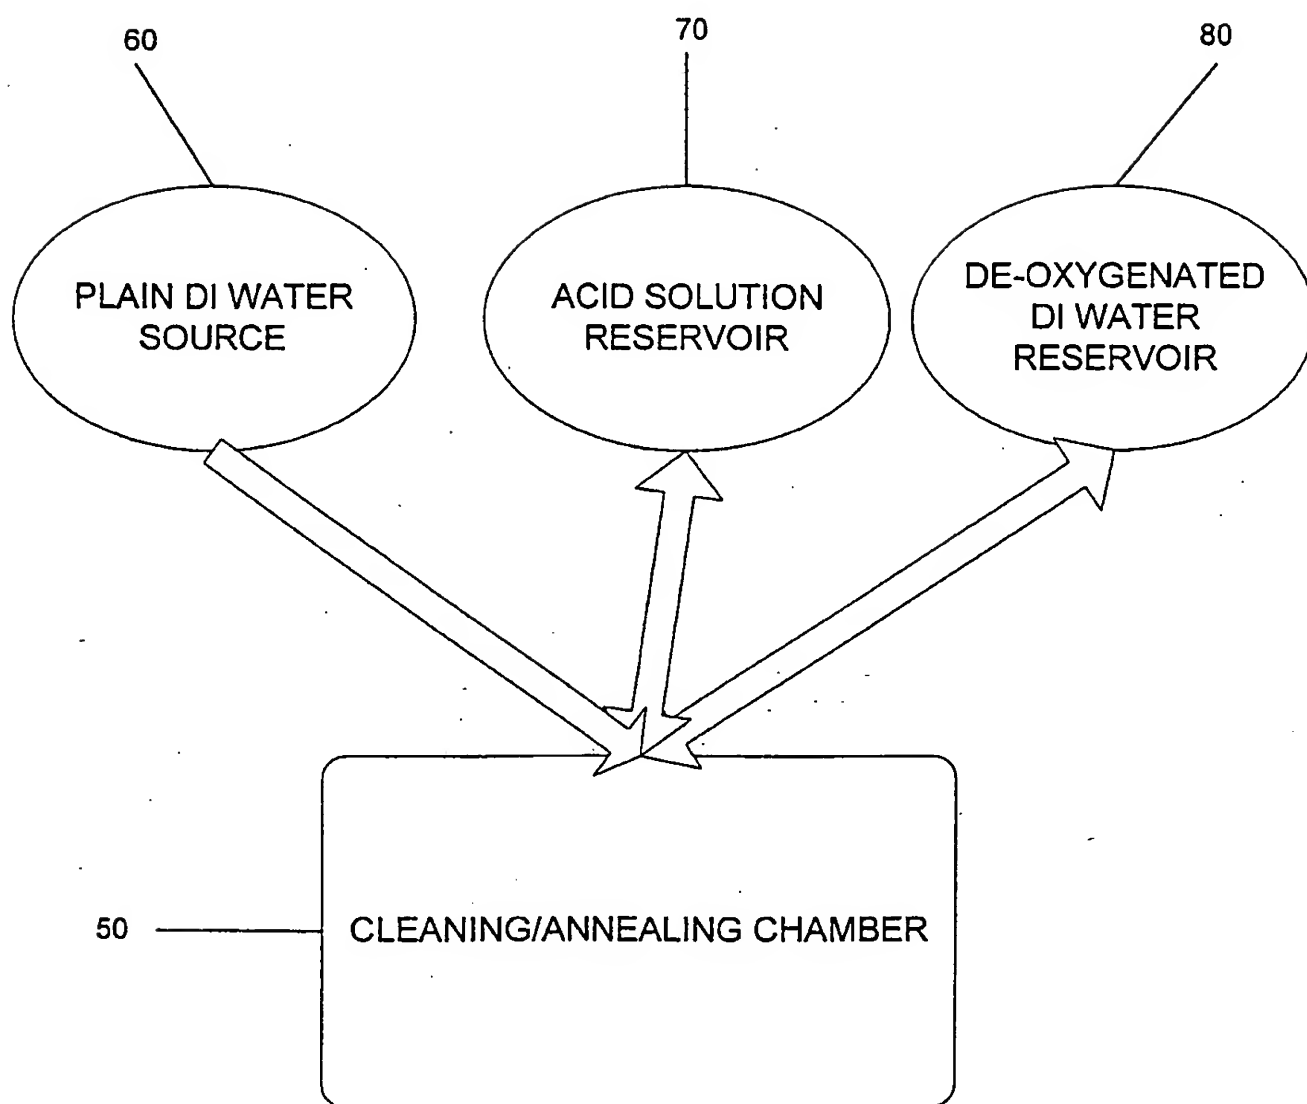 60
70
80
PLAIN DI WATER
SOURCE
ACID SOLUTION
RESERVOIR
DE-OXYGENATED
DI WATER
RESERVOIR
50
CLEANING/ANNEALING CHAMBER